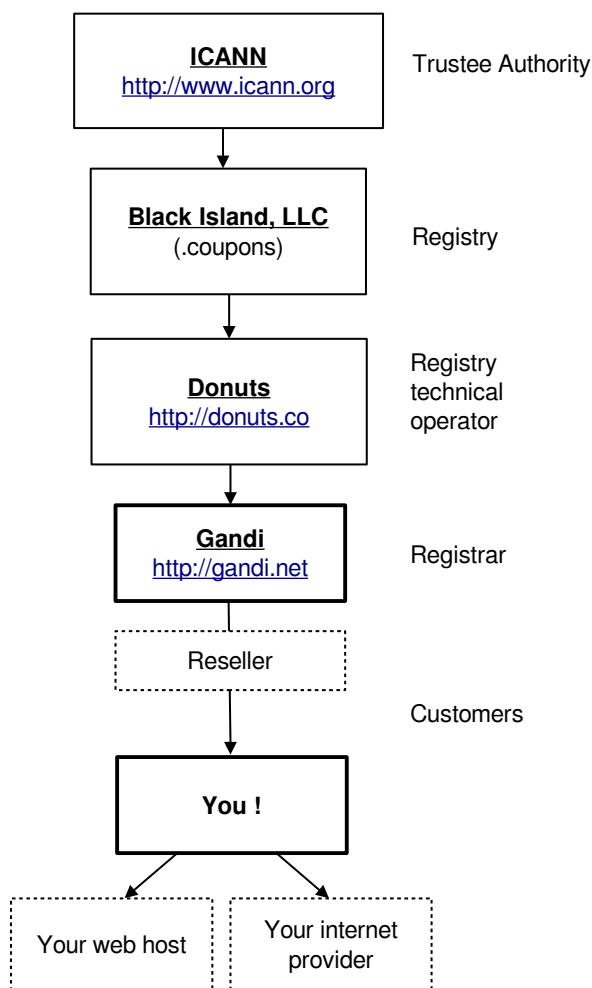 ICANN
http://www.icann.org
Trustee Authority
Black Island, LLC
(.coupons)
Registry
Donuts
http://donuts.co
Registry
technical
operator
Gandi
http://gandi.net
Registrar
Reseller
Customers
You !
Your web host
Your internet
provider